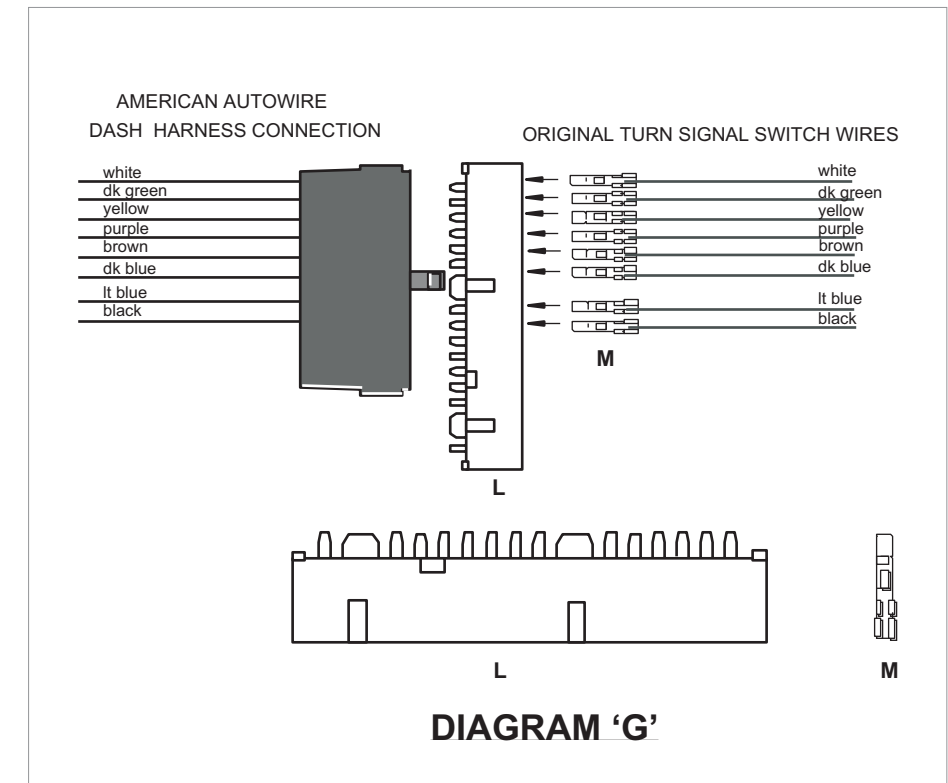 AMERICAN AUTOWIRE
DASH HARNESS CONNECTION
ORIGINAL TURN SIGNAL SWITCH WIRES
white
dk green
yellow
purple
brown
dk blue
lt blue
black
white
dk green
yellow
purple
brown
dk blue
lt blue
black
M
L
L
M
DIAGRAM ‘G’